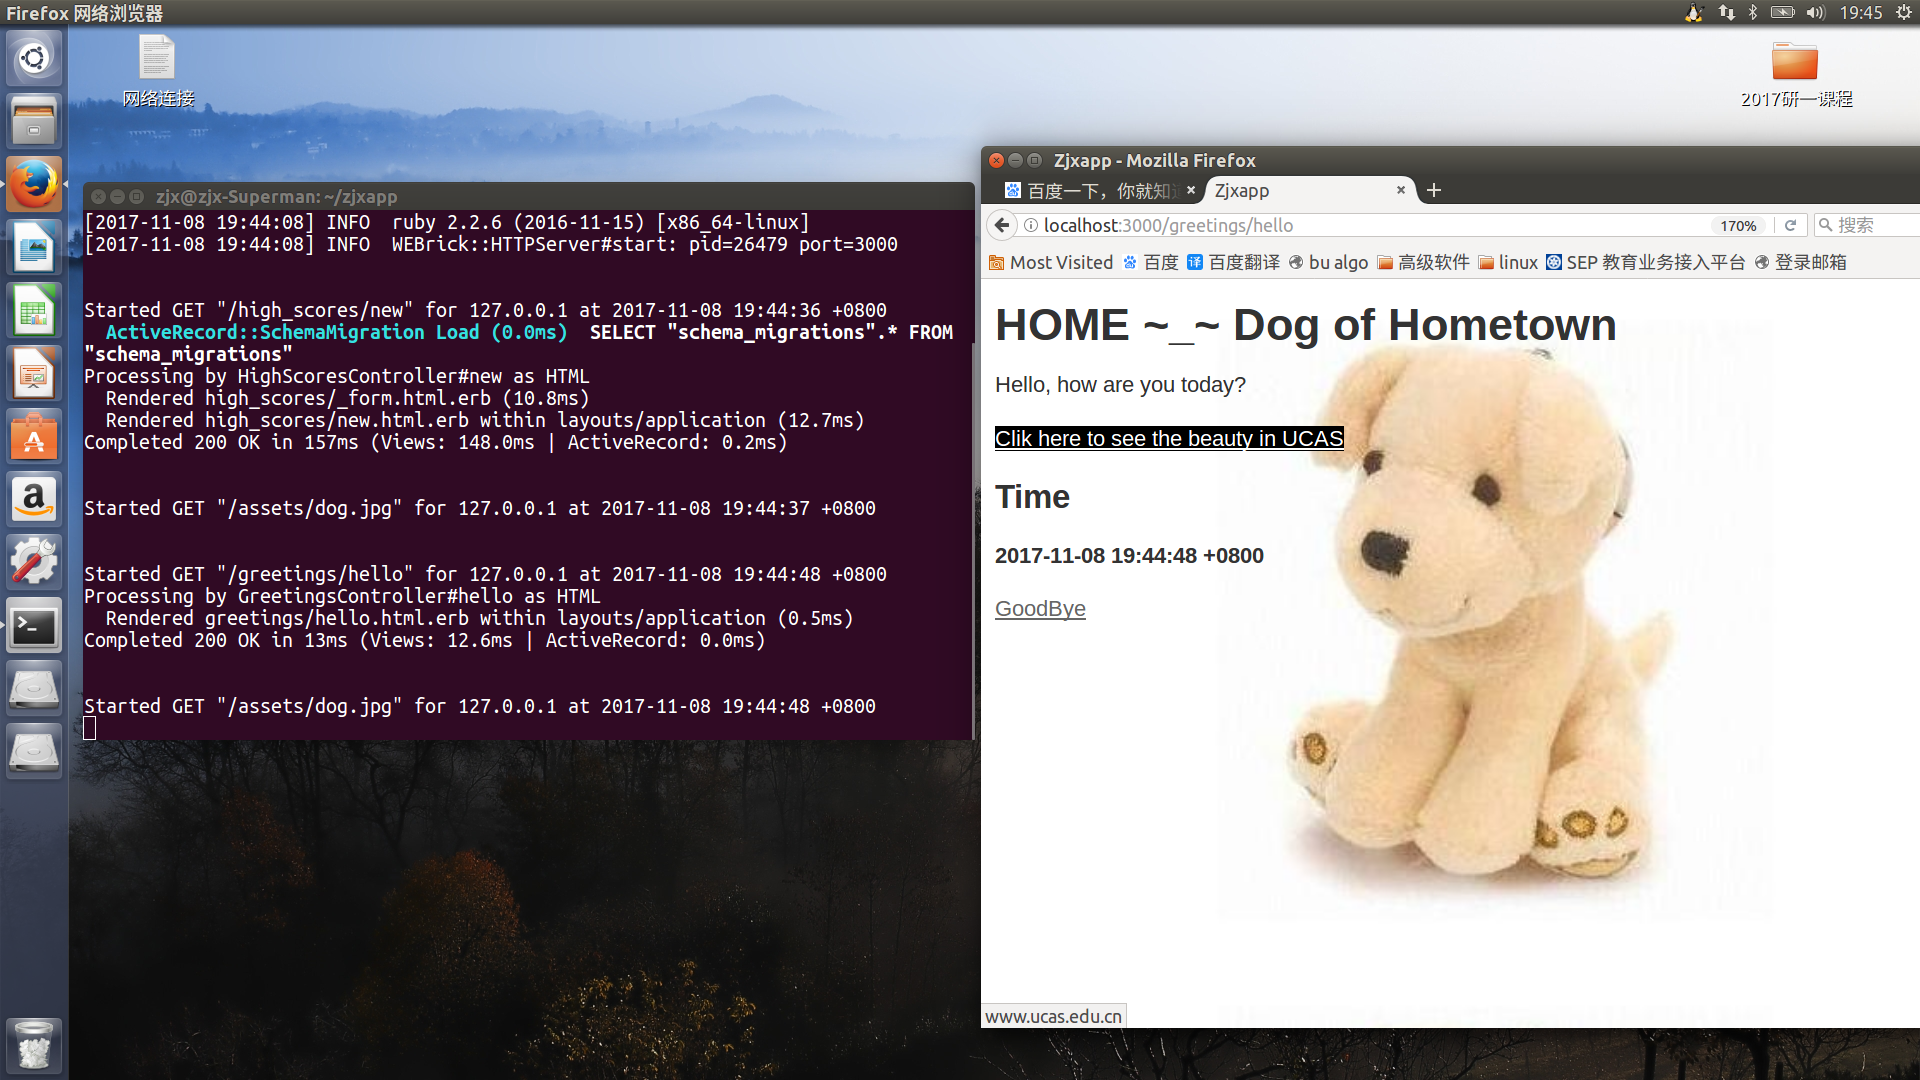 Firefox 网络浏览器
19:45
网络连接
2017研一课程
zjx@zjx-Superman: ~/zjxapp
[2017-11-08 19:44:08] INFO  ruby 2.2.6 (2016-11-15) [x86_64-linux]
[2017-11-08 19:44:08] INFO  WEBrick::HTTPServer#start: pid=26479 port=3000
Started GET "/high_scores/new" for 127.0.0.1 at 2017-11-08 19:44:36 +0800
ActiveRecord::SchemaMigration Load (0.0ms)  SELECT "schema_migrations".* FROM
"schema_migrations"
Processing by HighScoresController#new as HTML
Rendered high_scores/_form.html.erb (10.8ms)
Rendered high_scores/new.html.erb within layouts/application (12.7ms)
Completed 200 OK in 157ms (Views: 148.0ms | ActiveRecord: 0.2ms)
Started GET "/assets/dog.jpg" for 127.0.0.1 at 2017-11-08 19:44:37 +0800
Started GET "/greetings/hello" for 127.0.0.1 at 2017-11-08 19:44:48 +0800
Processing by GreetingsController#hello as HTML
Rendered greetings/hello.html.erb within layouts/application (0.5ms)
Completed 200 OK in 13ms (Views: 12.6ms | ActiveRecord: 0.0ms)
Started GET "/assets/dog.jpg" for 127.0.0.1 at 2017-11-08 19:44:48 +0800
Zjxapp - Mozilla Firefox
百度一下，你就知道
Zjxapp
localhost:3000/greetings/hello
170%
搜索
Most Visited 百度 百度翻译 bu algo 高级软件 linux SEP 教育业务接入平台 登录邮箱
HOME ~_~ Dog of Hometown
Hello, how are you today?
Clik here to see the beauty in UCAS
Time
2017-11-08 19:44:48 +0800
GoodBye
www.ucas.edu.cn